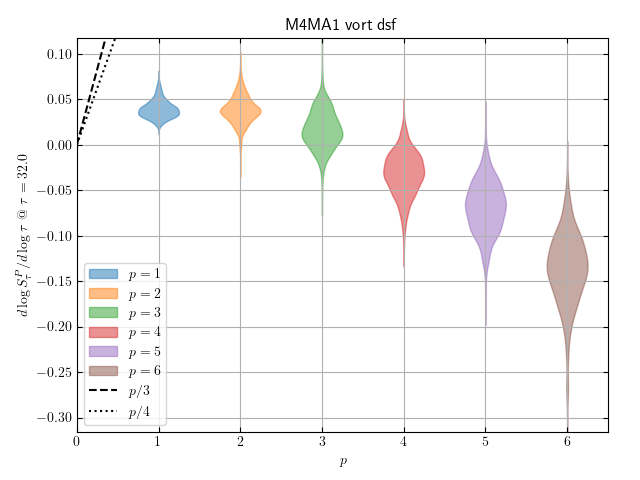 M4MA1 vort dsf
d log S_τ^P / d log τ @ τ = 32.0
0.10
0.05
0.00
−0.05
−0.10
−0.15
−0.20
−0.25
−0.30
p = 1
p = 2
p = 3
p = 4
p = 5
p = 6
p/3
p/4
0 1 2 3 4 5 6
p